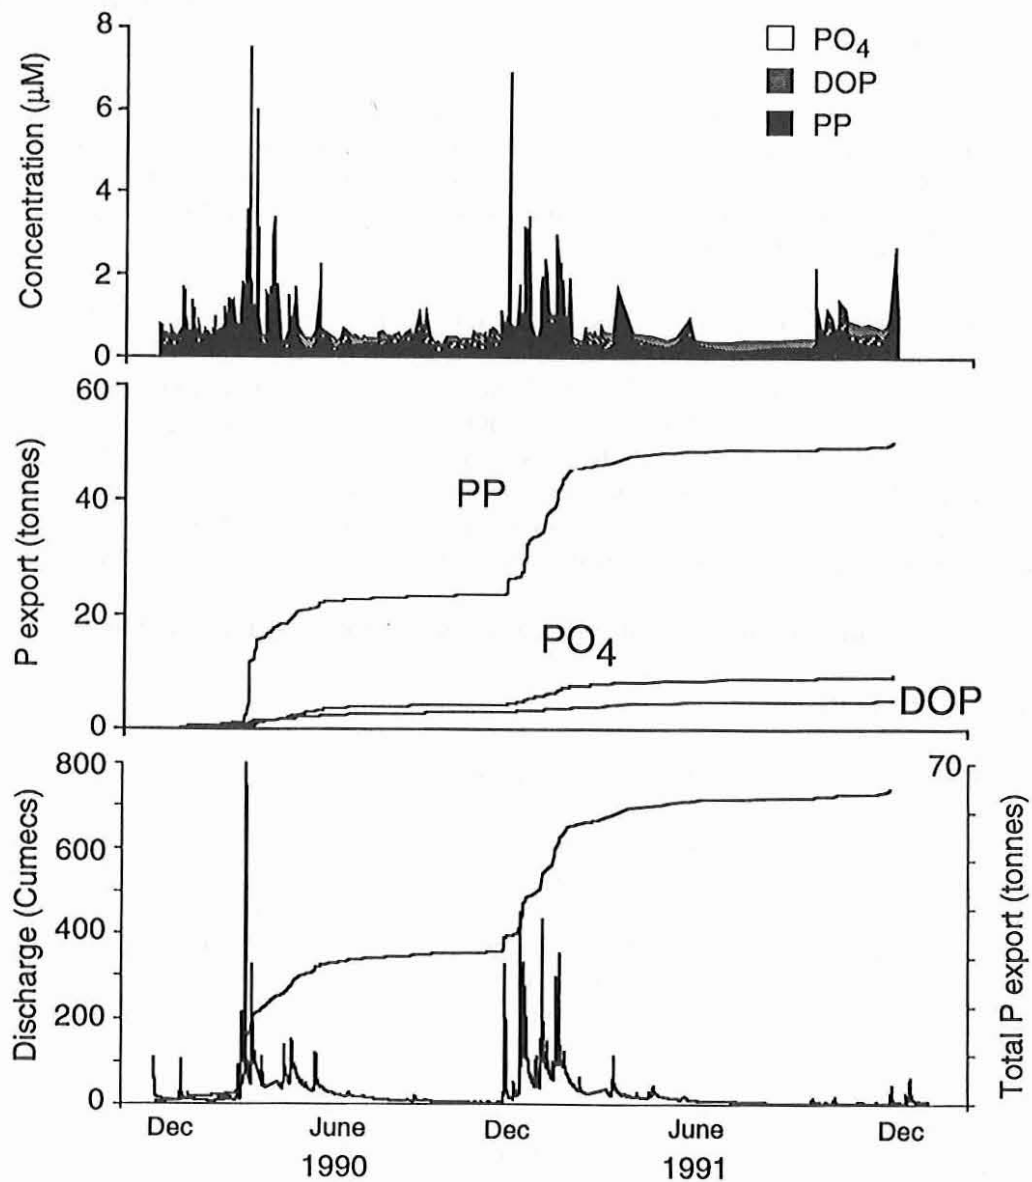 8
6
4
2
0
Concentration (µM)
PO4
DOP
PP
60
40
20
0
P export (tonnes)
PP
PO4
DOP
800
600
400
200
0
Discharge (Cumecs)
70
Total P export (tonnes)
Dec
June
Dec
June
Dec
1990
1991